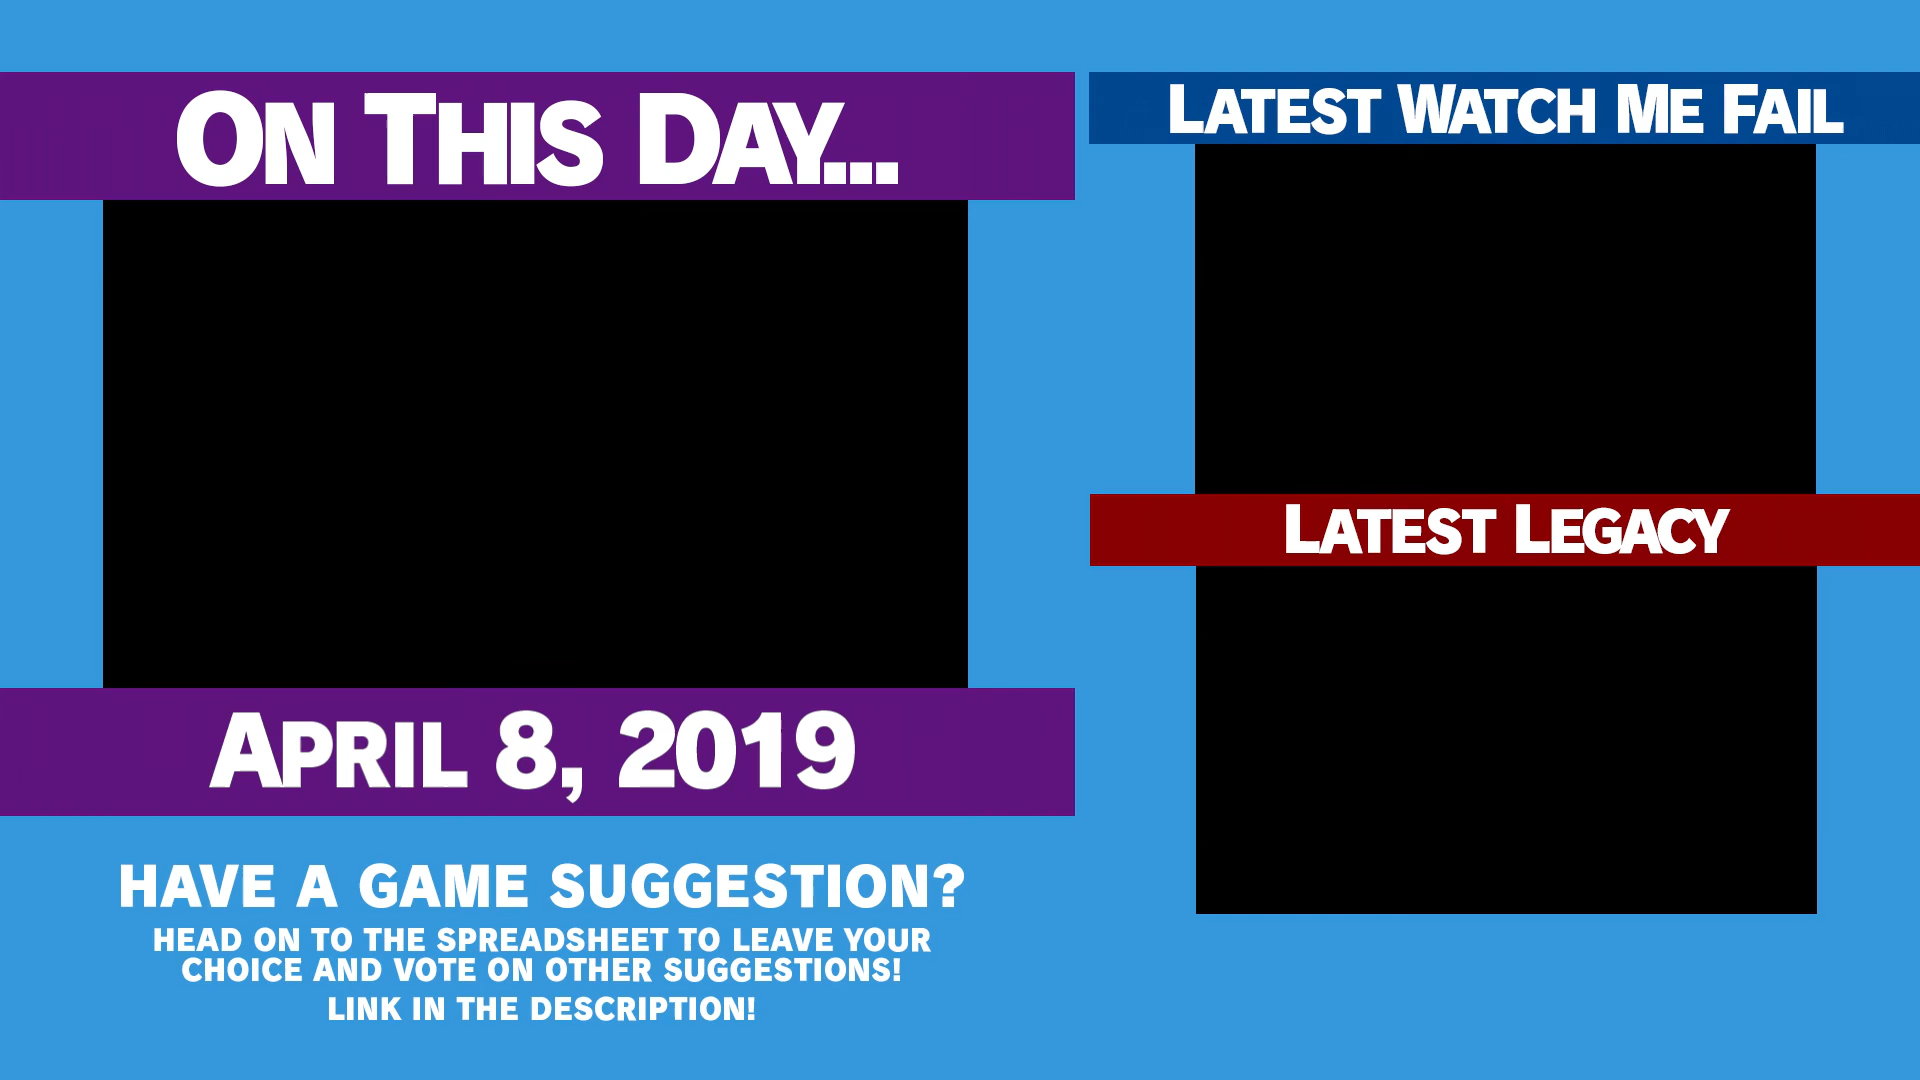 On This Day...
April 8, 2019
HAVE A GAME SUGGESTION?
HEAD ON TO THE SPREADSHEET TO LEAVE YOUR
CHOICE AND VOTE ON OTHER SUGGESTIONS!
LINK IN THE DESCRIPTION!
Latest Watch Me Fail
Latest Legacy